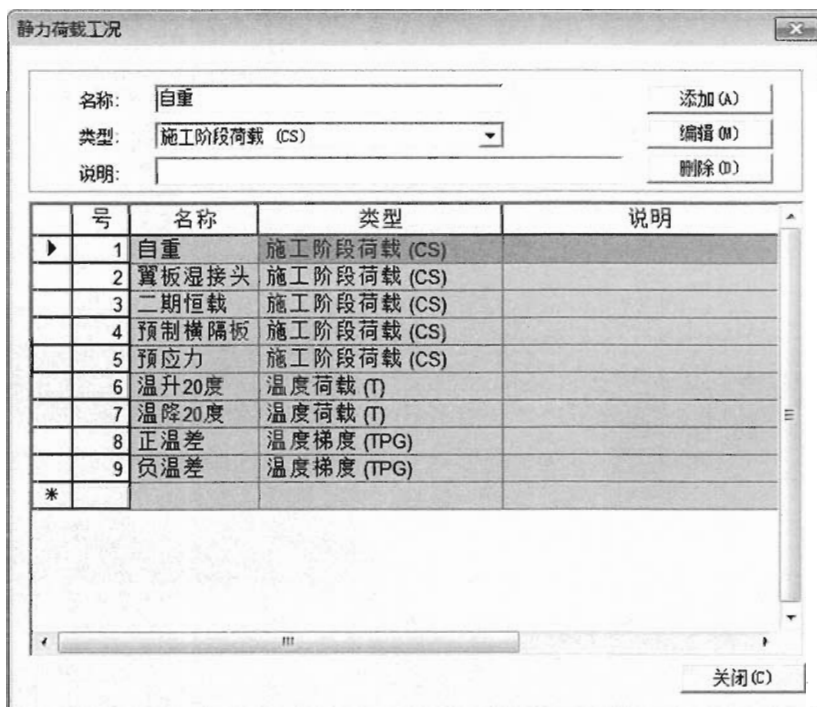 静力荷载工况
名称: 自重 添加(A)
类型: 施工阶段荷载 (CS) 编辑(M)
说明: 删除(D)
号 名称 类型 说明
1 自重 施工阶段荷载 (CS)
2 翼板湿接头 施工阶段荷载 (CS)
3 二期恒载 施工阶段荷载 (CS)
4 预制横隔板 施工阶段荷载 (CS)
5 预应力 施工阶段荷载 (CS)
6 温升20度 温度荷载 (T)
7 温降20度 温度荷载 (T)
8 正温差 温度梯度 (TPG)
9 负温差 温度梯度 (TPG)
*
关闭(C)